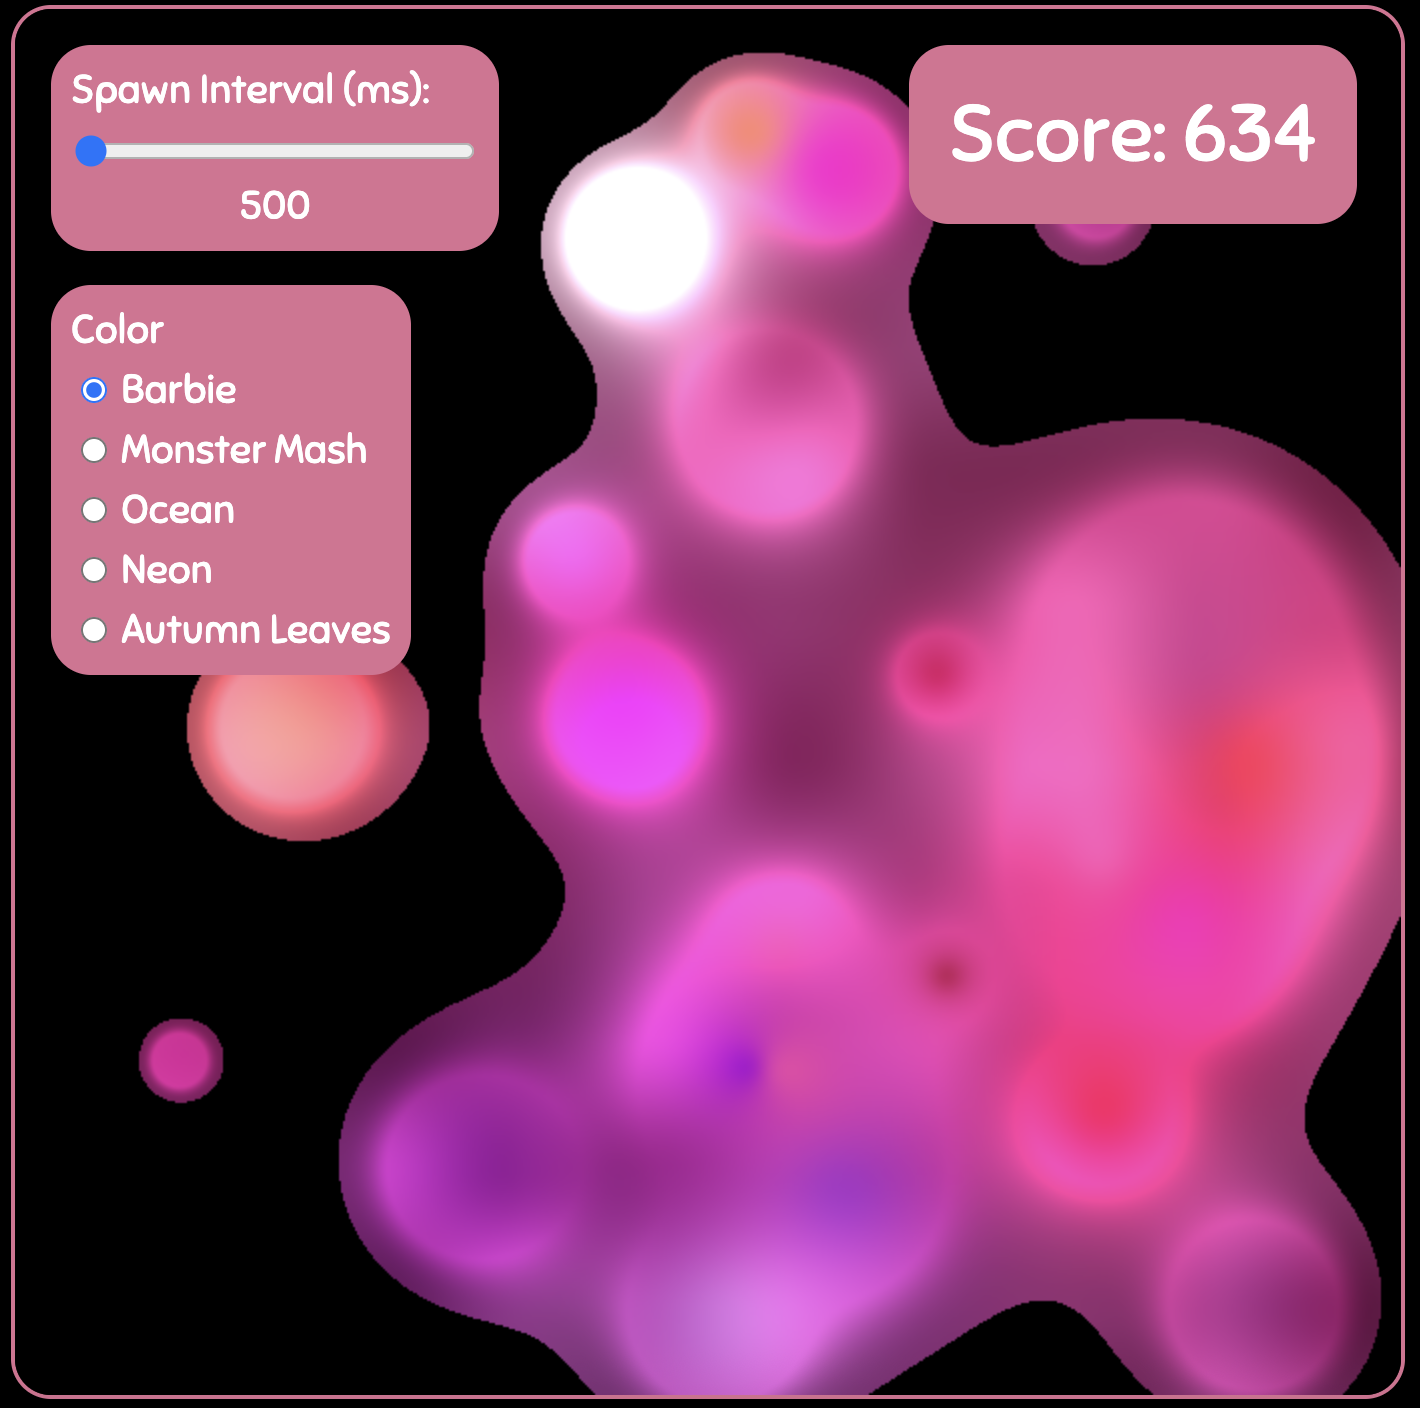 Spawn Interval (ms):
500
Score: 634
Color
Barbie
Monster Mash
Ocean
Neon
Autumn Leaves